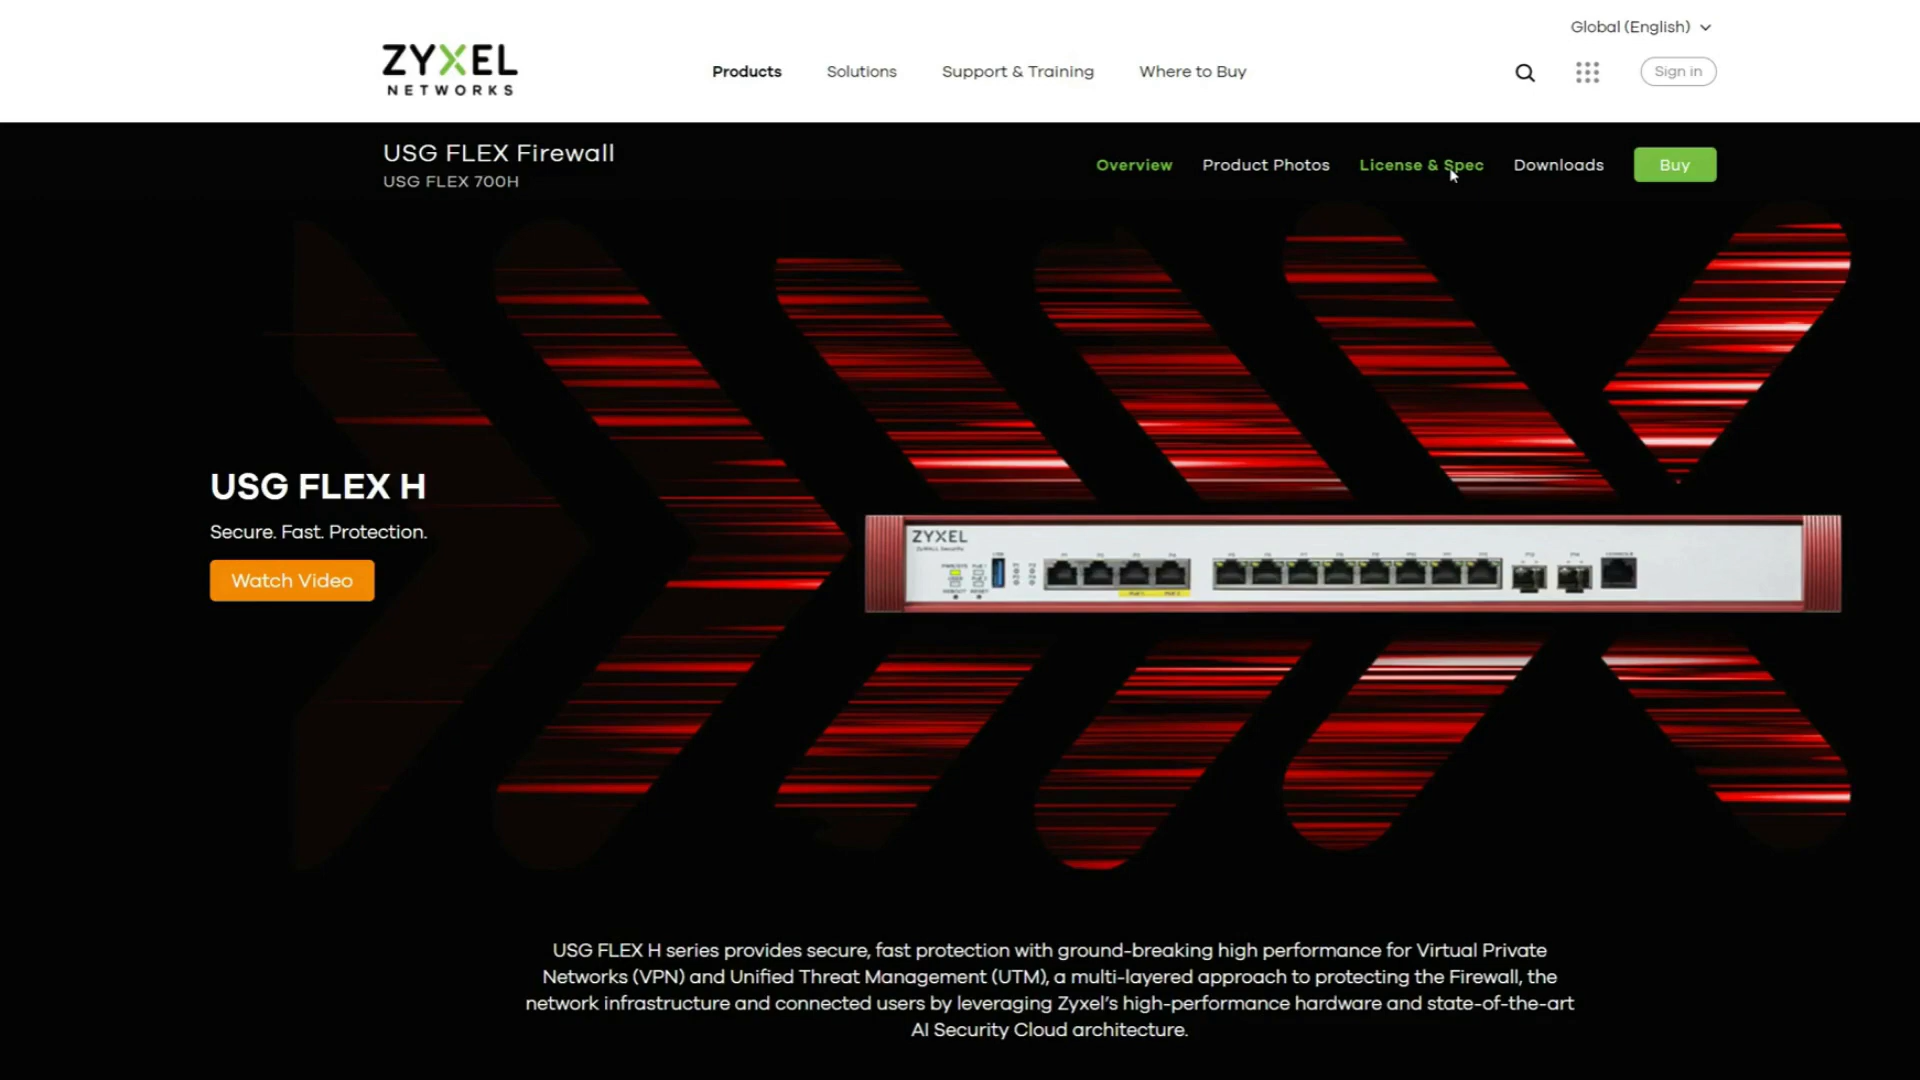 Global (English)
ZYXEL
NETWORKS
Products
Solutions
Support & Training
Where to Buy
Sign in
USG FLEX Firewall
USG FLEX 700H
Overview
Product Photos
License & Spec
Downloads
Buy
USG FLEX H
Secure. Fast. Protection.
Watch Video
ZYXEL
USG FLEX H series provides secure, fast protection with ground-breaking high performance for Virtual Private
Networks (VPN) and Unified Threat Management (UTM), a multi-layered approach to protecting the Firewall, the
network infrastructure and connected users by leveraging Zyxel's high-performance hardware and state-of-the-art
AI Security Cloud architecture.